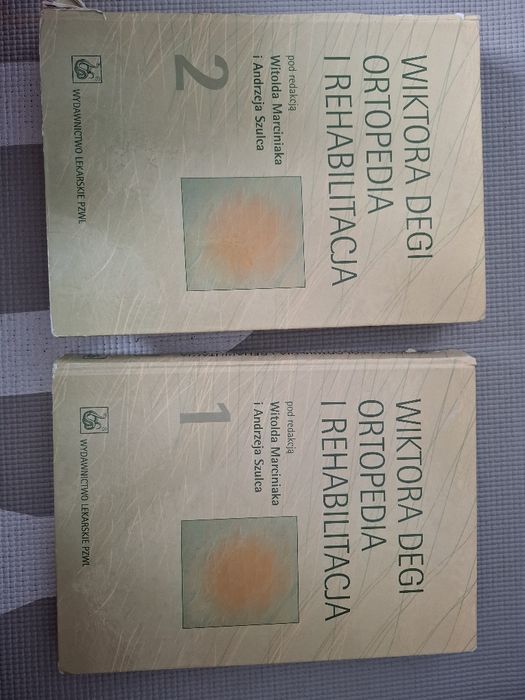 WIKTORA DEGI
ORTOPEDIA
I REHABILITACJA
pod redakcją
Witolda Marciniaka
i Andrzeja Szulca
2
WYDAWNICTWO LEKARSKIE PZWL
WIKTORA DEGI
ORTOPEDIA
I REHABILITACJA
pod redakcją
Witolda Marciniaka
i Andrzeja Szulca
1
WYDAWNICTWO LEKARSKIE PZWL